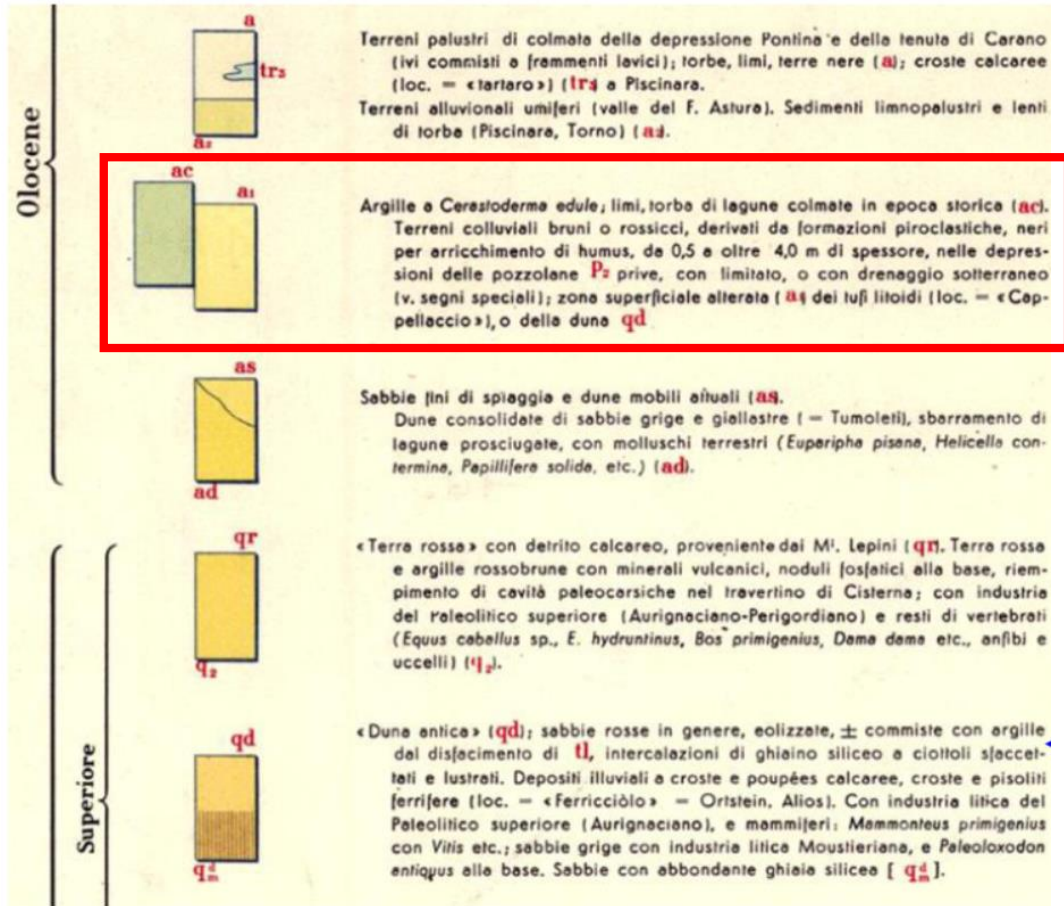 Olocene
a
tr₃
a₂
Terreni palustri di colmata della depressione Pontina e della tenuta di Carano
(ivi commisti a frammenti lavici); torbe, limi, terre nere (a); croste calcaree
(loc. = «tartaro») (tr₃ a Piscinara.
Terreni alluvionali umiferi (valle del F. Astura). Sedimenti limnopalustri e lenti
di torba (Piscinara, Torno) (a₂).
ac
a₁
Argille a Cerastoderma edule; limi, torba di lagune colmate in epoca storica (ac).
Terreni colluviali bruni o rossicci, derivati da formazioni piroclastiche, neri
per arricchimento di humus, da 0,5 a oltre 4,0 m di spessore, nelle depres-
sioni delle pozzolane P₂ prive, con limitato, o con drenaggio sotterraneo
(v. segni speciali); zona superficiale alterata (a₁ dei tufi litoidi (loc. = «Cap-
pellaccio»), o della duna qd
as
ad
Sabbie fini di spiaggia e dune mobili attuali (as).
Dune consolidate di sabbie grige e giallastre (= Tumoleti), sbarramento di
lagune prosciugate, con molluschi terrestri (Euparipha pisana, Helicella con-
termina, Papillifera solida, etc.) (ad).
Superiore
qr
q₂
«Terra rossa» con detrito calcareo, proveniente dai Mⁱ. Lepini (qr). Terra rossa
e argille rossobrune con minerali vulcanici, noduli fosfatici alla base, riem-
pimento di cavità paleocarsiche nel travertino di Cisterna; con industria
del Paleolitico superiore (Aurignaciano-Perigordiano) e resti di vertebrati
(Equus caballus sp., E. hydruntinus, Bos primigenius, Dama dama etc., anfibi e
uccelli) (q₂).
qd
qᵈₘ
«Duna antica» (qd); sabbie rosse in genere, eolizzate, ± commiste con argille
dal disfacimento di tl, intercalazioni di ghiaino siliceo a ciottoli sfaccet-
tati e lustrati. Depositi illuviali a croste e poupées calcaree, croste e pisoliti
ferrifere (loc. = «Ferricciòlo» = Ortstein, Alios). Con industria litica del
Paleolitico superiore (Aurignaciano), e mammiferi: Mammonteus primigenius
con Vitis etc.; sabbie grige con industria litica Moustieriana, e Paleoloxodon
antiquus alla base. Sabbie con abbondante ghiaia silicea [ qᵈₘ ].